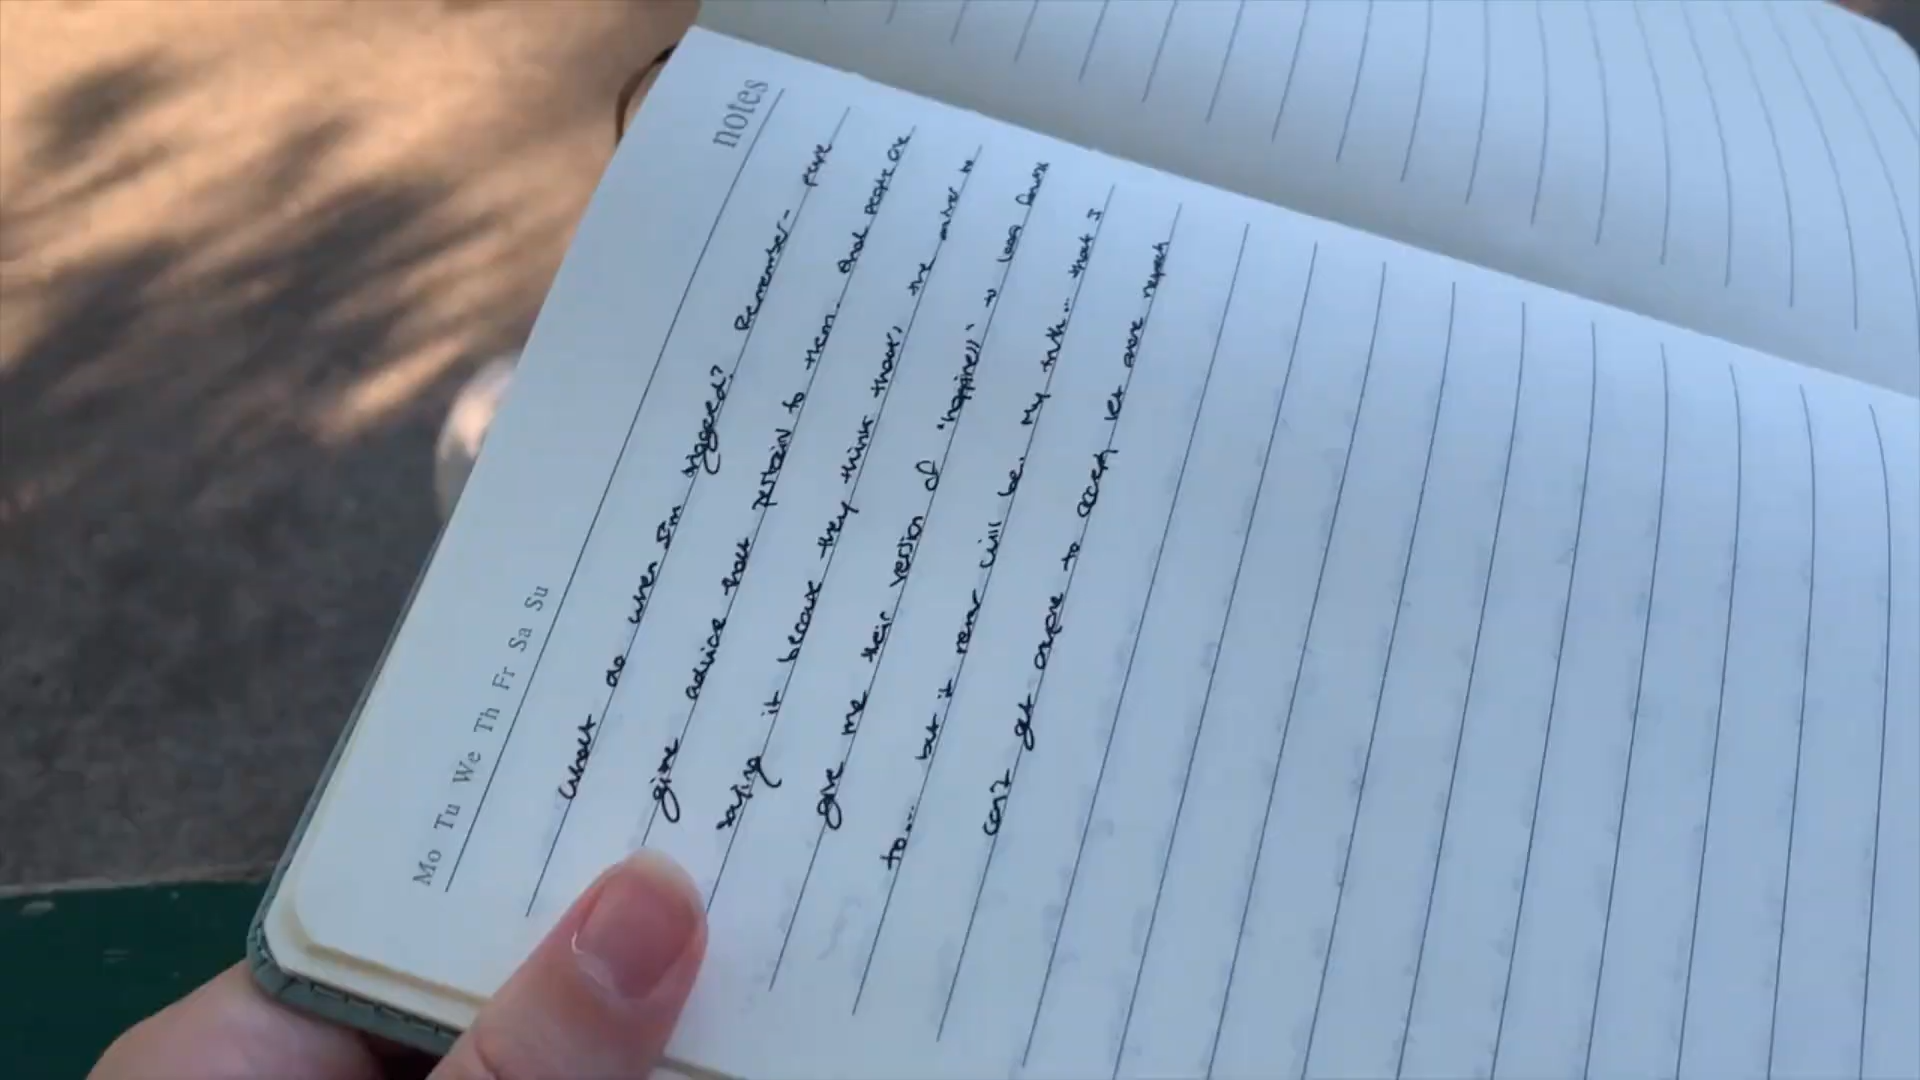 notes
Mo Tu We Th Fr Sa Su
What do when I'm triggered? Remember-
give advice that pertain to them. And people are
saying it because they think that's the answer to
give me their version of "happiness" to look forward
to... but it never will be. My truth... that I
can't get anyone to accept let alone respect